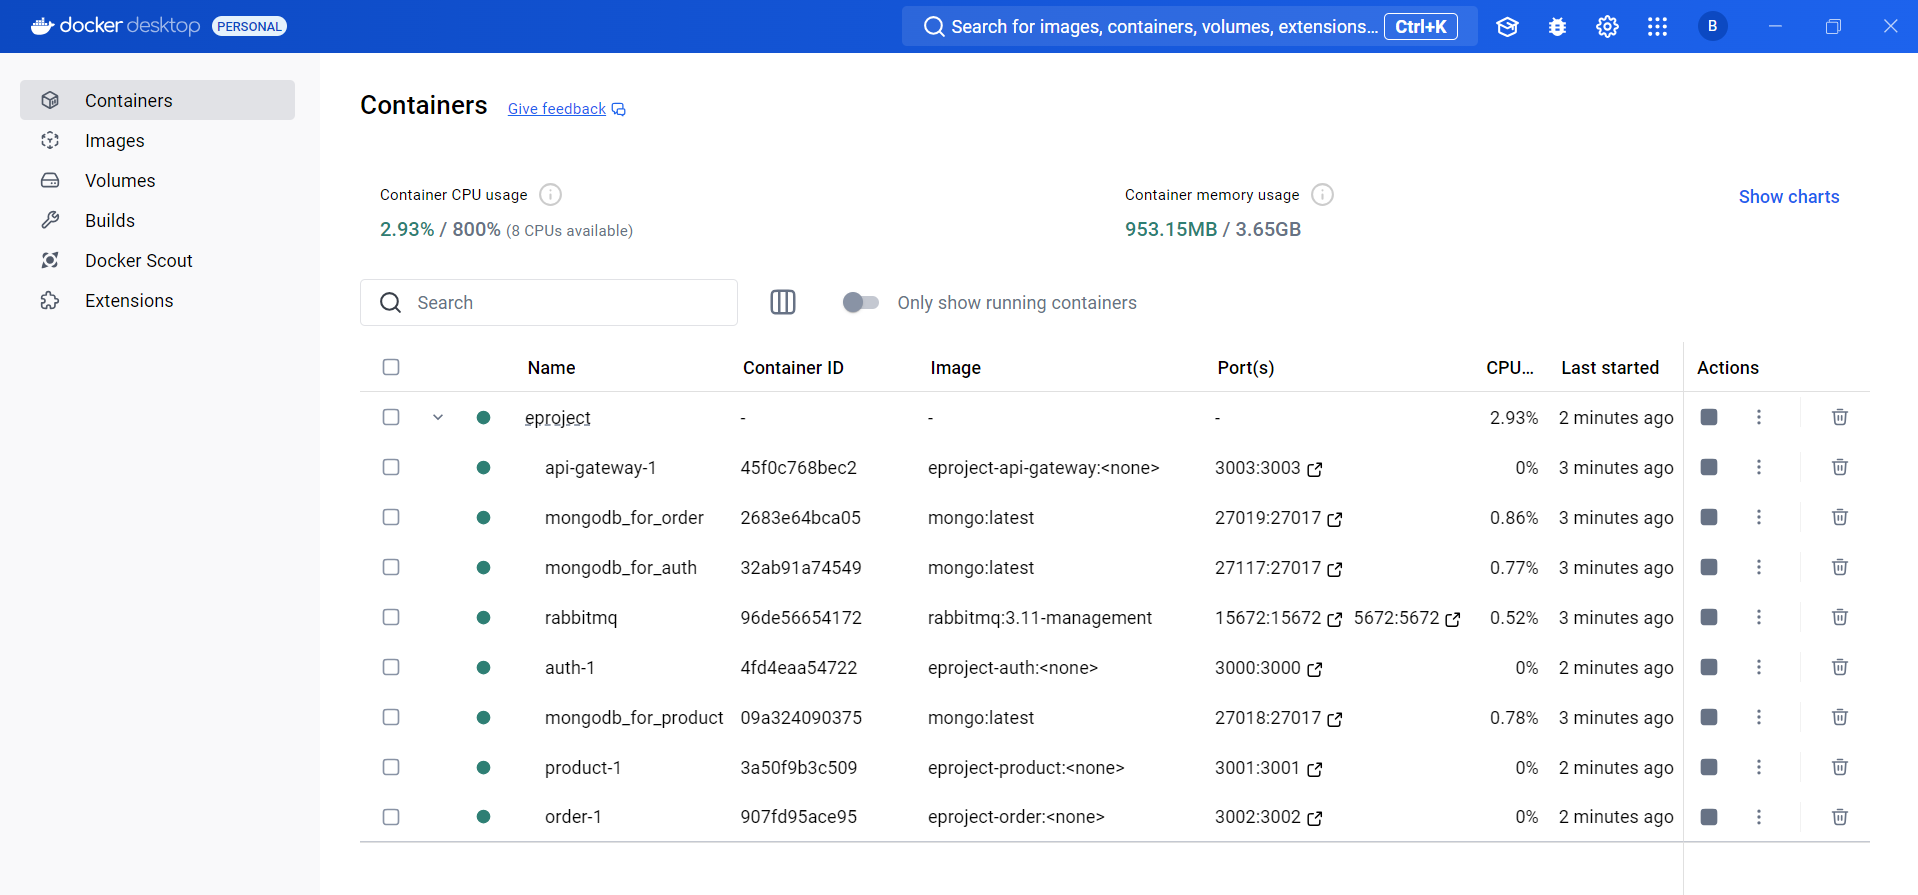 docker desktop PERSONAL Search for images, containers, volumes, extensions... Ctrl+K B
Containers
Images
Volumes
Builds
Docker Scout
Extensions
Containers Give feedback
Container CPU usage Container memory usage Show charts
2.93% / 800% (8 CPUs available) 953.15MB / 3.65GB
Search Only show running containers
Name Container ID Image Port(s) CPU... Last started Actions
eproject - - - 2.93% 2 minutes ago
api-gateway-1 45f0c768bec2 eproject-api-gateway:<none> 3003:3003 0% 3 minutes ago
mongodb_for_order 2683e64bca05 mongo:latest 27019:27017 0.86% 3 minutes ago
mongodb_for_auth 32ab91a74549 mongo:latest 27117:27017 0.77% 3 minutes ago
rabbitmq 96de56654172 rabbitmq:3.11-management 15672:15672 5672:5672 0.52% 3 minutes ago
auth-1 4fd4eaa54722 eproject-auth:<none> 3000:3000 0% 2 minutes ago
mongodb_for_product 09a324090375 mongo:latest 27018:27017 0.78% 3 minutes ago
product-1 3a50f9b3c509 eproject-product:<none> 3001:3001 0% 2 minutes ago
order-1 907fd95ace95 eproject-order:<none> 3002:3002 0% 2 minutes ago